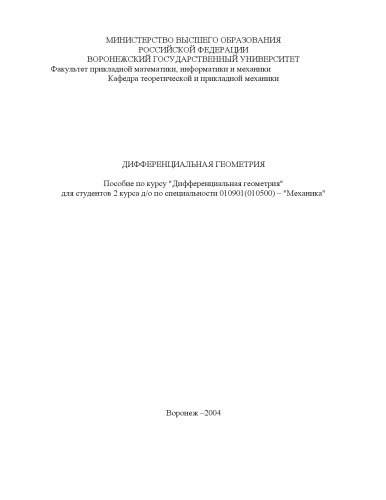 МИНИСТЕРСТВО ВЫСШЕГО ОБРАЗОВАНИЯ
РОССИЙСКОЙ ФЕДЕРАЦИИ
ВОРОНЕЖСКИЙ ГОСУДАРСТВЕННЫЙ УНИВЕРСИТЕТ
Факультет прикладной математики, информатики и механики
Кафедра теоретической и прикладной механики
ДИФФЕРЕНЦИАЛЬНАЯ ГЕОМЕТРИЯ
Пособие по курсу "Дифференциальная геометрия"
для студентов 2 курса д/о по специальности 010901(010500) – "Механика"
Воронеж –2004